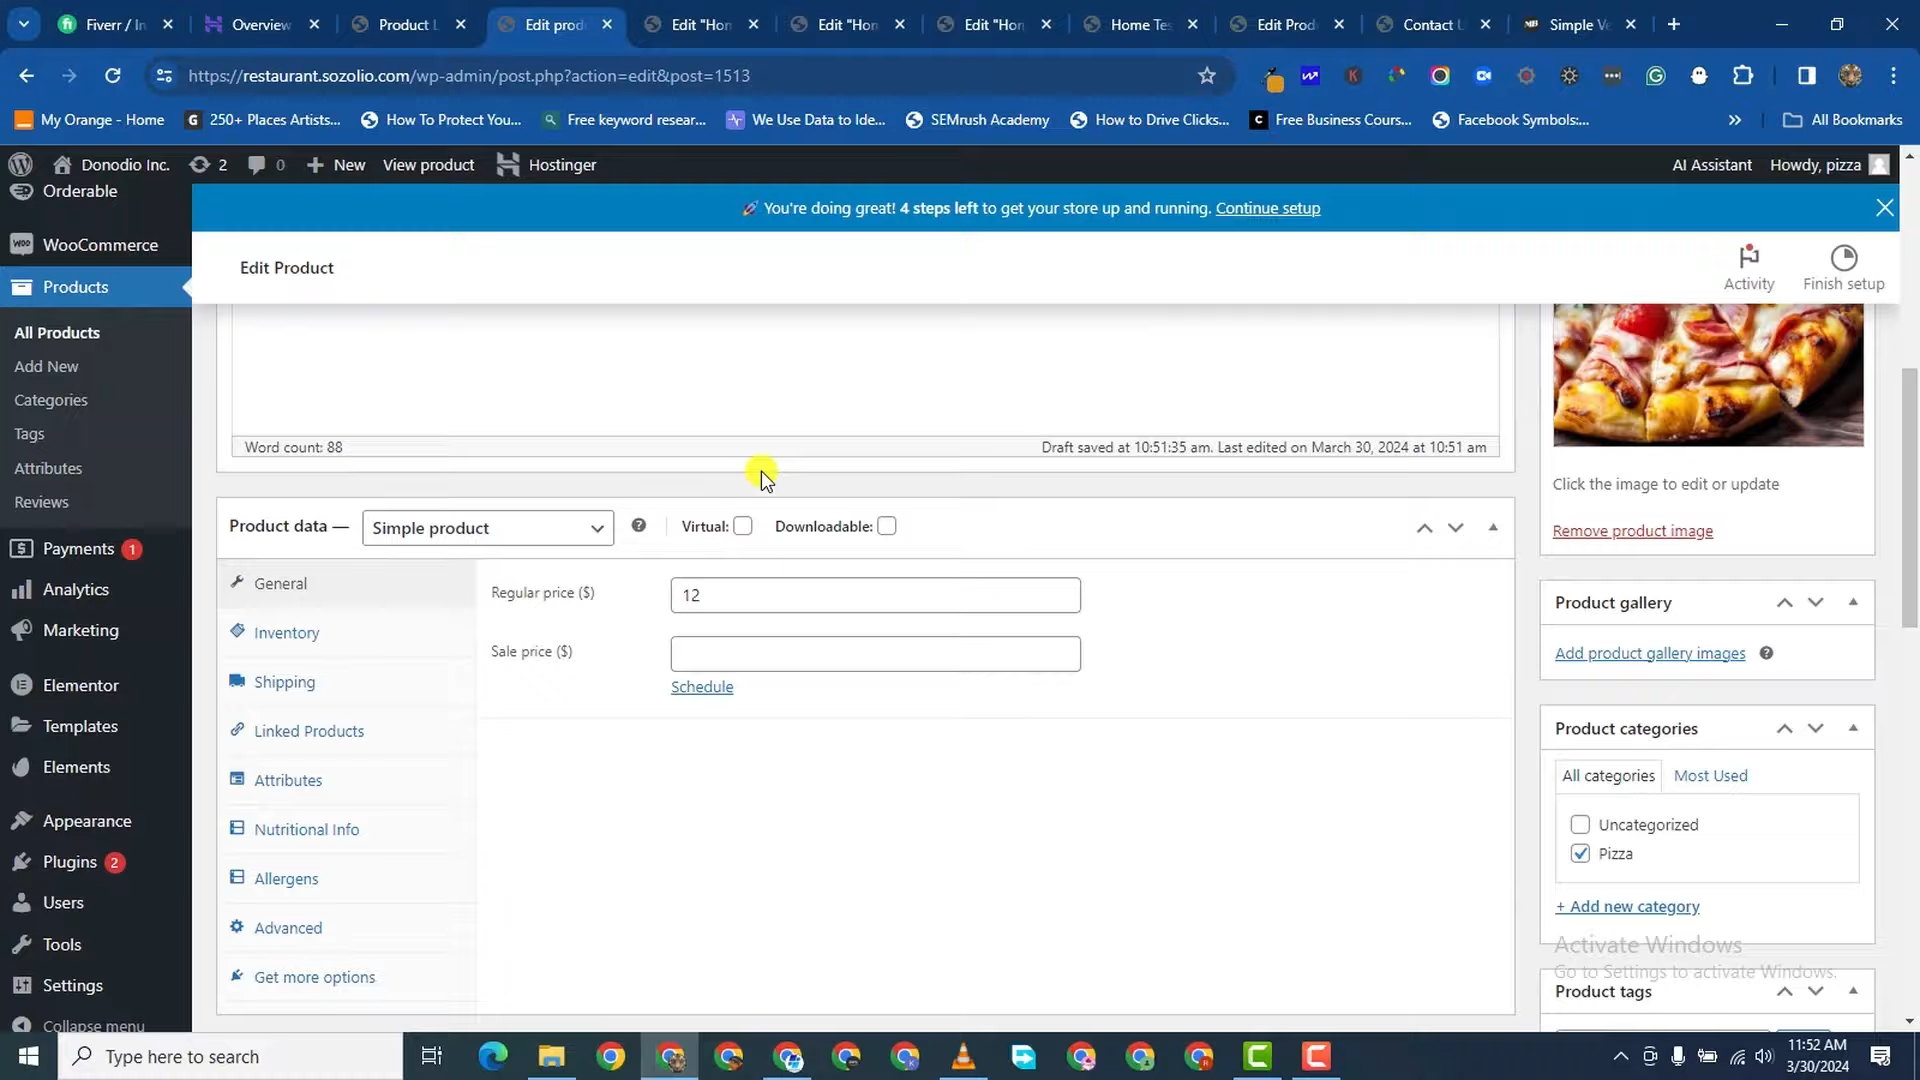 Fiverr / In
Overview
Product L
Edit prod
Edit "Hon
Edit "Hon
Edit "Hon
Home Tes
Edit Prod
Contact U
Simple Ve
https://restaurant.sozolio.com/wp-admin/post.php?action=edit&post=1513
My Orange - Home
250+ Places Artists...
How To Protect You...
Free keyword resear...
We Use Data to Ide...
SEMrush Academy
How to Drive Clicks...
Free Business Cours...
Facebook Symbols:...
All Bookmarks
Donodio Inc.
2
0
New
View product
Hostinger
AI Assistant
Howdy, pizza
Orderable
WooCommerce
Products
All Products
Add New
Categories
Tags
Attributes
Reviews
Payments 1
Analytics
Marketing
Elementor
Templates
Elements
Appearance
Plugins 2
Users
Tools
Settings
Collapse menu
🚀 You're doing great! 4 steps left to get your store up and running. Continue setup
Edit Product
Activity
Finish setup
Word count: 88
Draft saved at 10:51:35 am. Last edited on March 30, 2024 at 10:51 am
Product data —
Simple product
Virtual:
Downloadable:
General
Inventory
Shipping
Linked Products
Attributes
Nutritional Info
Allergens
Advanced
Get more options
Regular price ($)
12
Sale price ($)
Schedule
Click the image to edit or update
Remove product image
Product gallery
Add product gallery images
Product categories
All categories
Most Used
Uncategorized
Pizza
+ Add new category
Activate Windows
Go to Settings to activate Windows.
Product tags
Type here to search
11:52 AM
3/30/2024